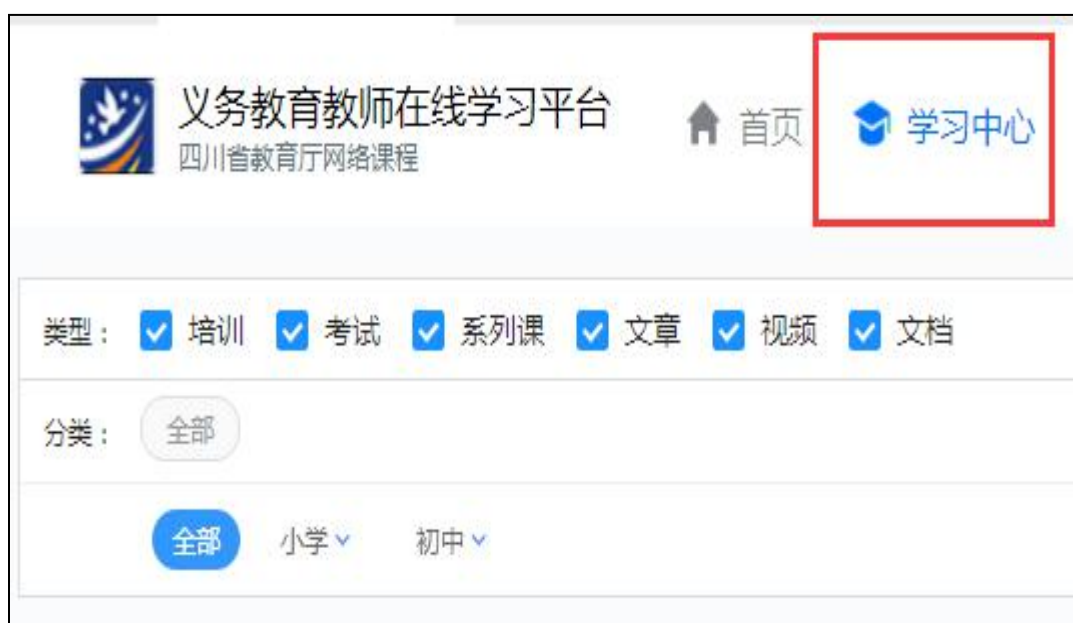 义务教育教师在线学习平台 首页 学习中心
四川省教育厅网络课程
类型： 培训 考试 系列课 文章 视频 文档
分类： 全部
全部 小学 初中